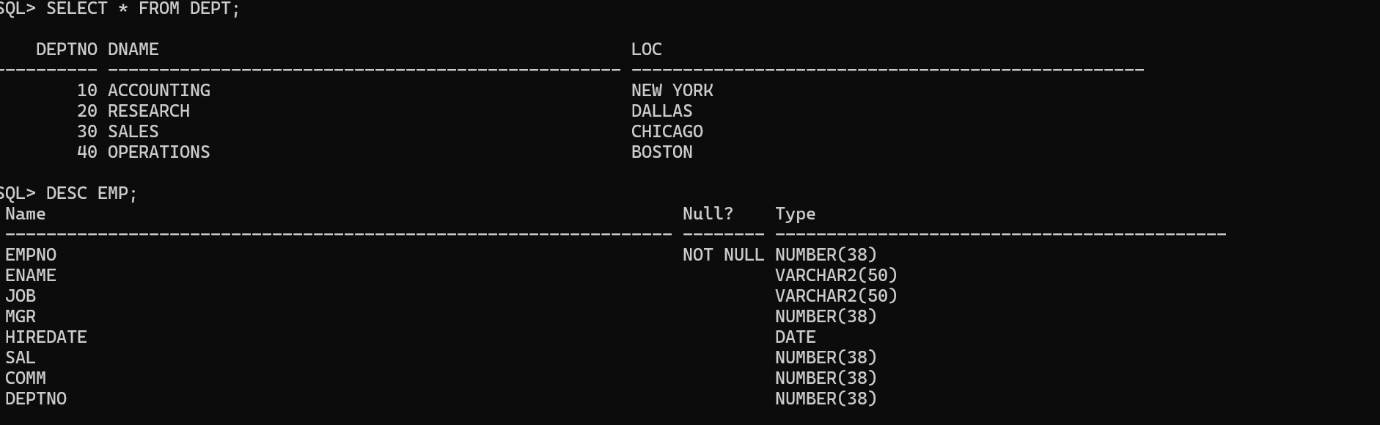 SQL> SELECT * FROM DEPT;
DEPTNO DNAME LOC
---------- -------------------------------------------------- --------------------------------------------------
10 ACCOUNTING NEW YORK
20 RESEARCH DALLAS
30 SALES CHICAGO
40 OPERATIONS BOSTON
SQL> DESC EMP;
Name Null? Type
----------------------------------------------------------------- -------- --------------------------------------------
EMPNO NOT NULL NUMBER(38)
ENAME VARCHAR2(50)
JOB VARCHAR2(50)
MGR NUMBER(38)
HIREDATE DATE
SAL NUMBER(38)
COMM NUMBER(38)
DEPTNO NUMBER(38)